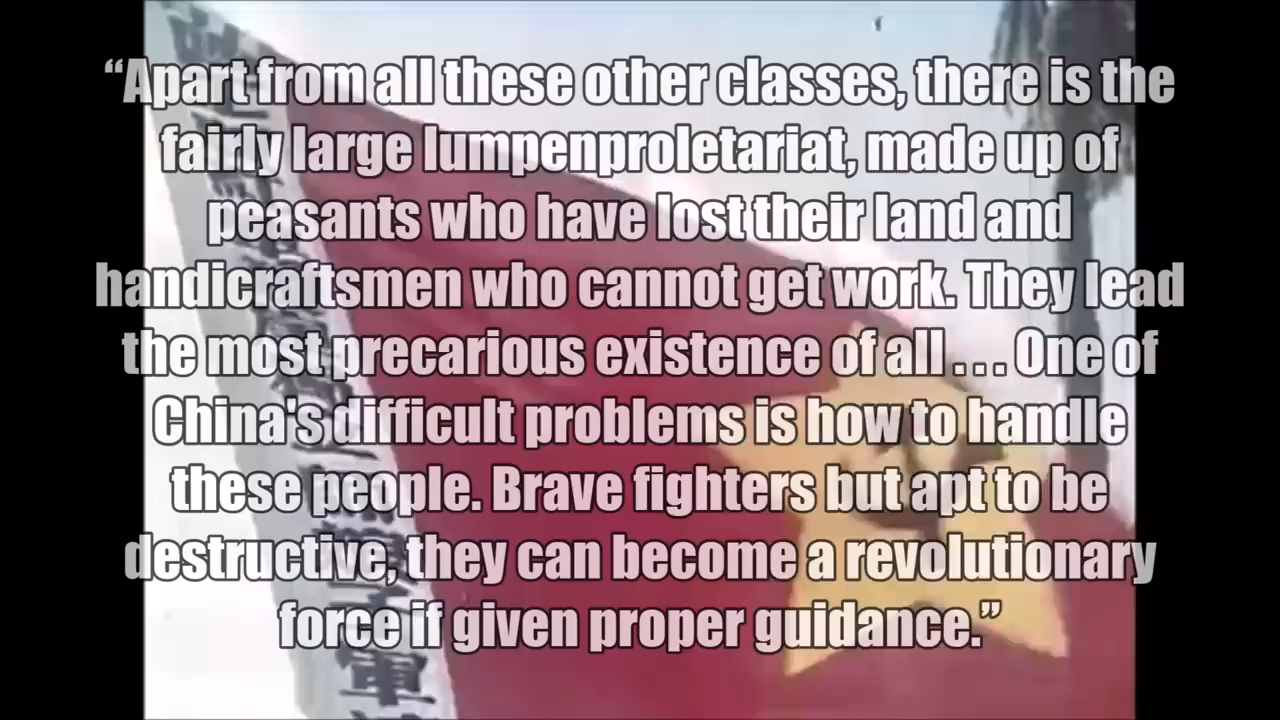 “Apart from all these other classes, there is the
fairly large lumpenproletariat, made up of
peasants who have lost their land and
handicraftsmen who cannot get work. They lead
the most precarious existence of all . . . One of
China's difficult problems is how to handle
these people. Brave fighters but apt to be
destructive, they can become a revolutionary
force if given proper guidance.”
軍